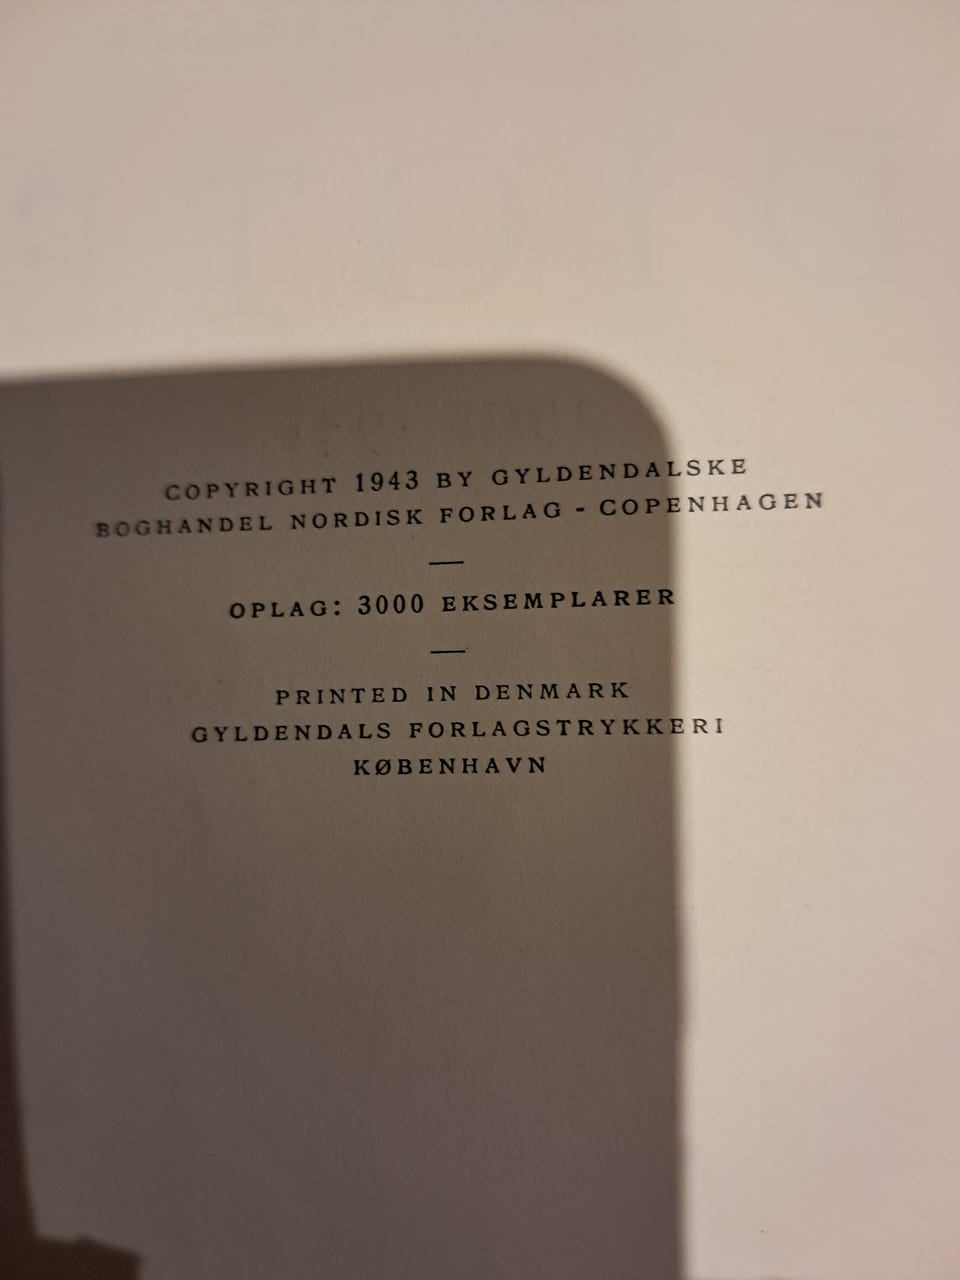 COPYRIGHT 1943 BY GYLDENDALSKE
BOGHANDEL NORDISK FORLAG - COPENHAGEN
OPLAG: 3000 EKSEMPLARER
PRINTED IN DENMARK
GYLDENDALS FORLAGSTRYKKERI
KØBENHAVN